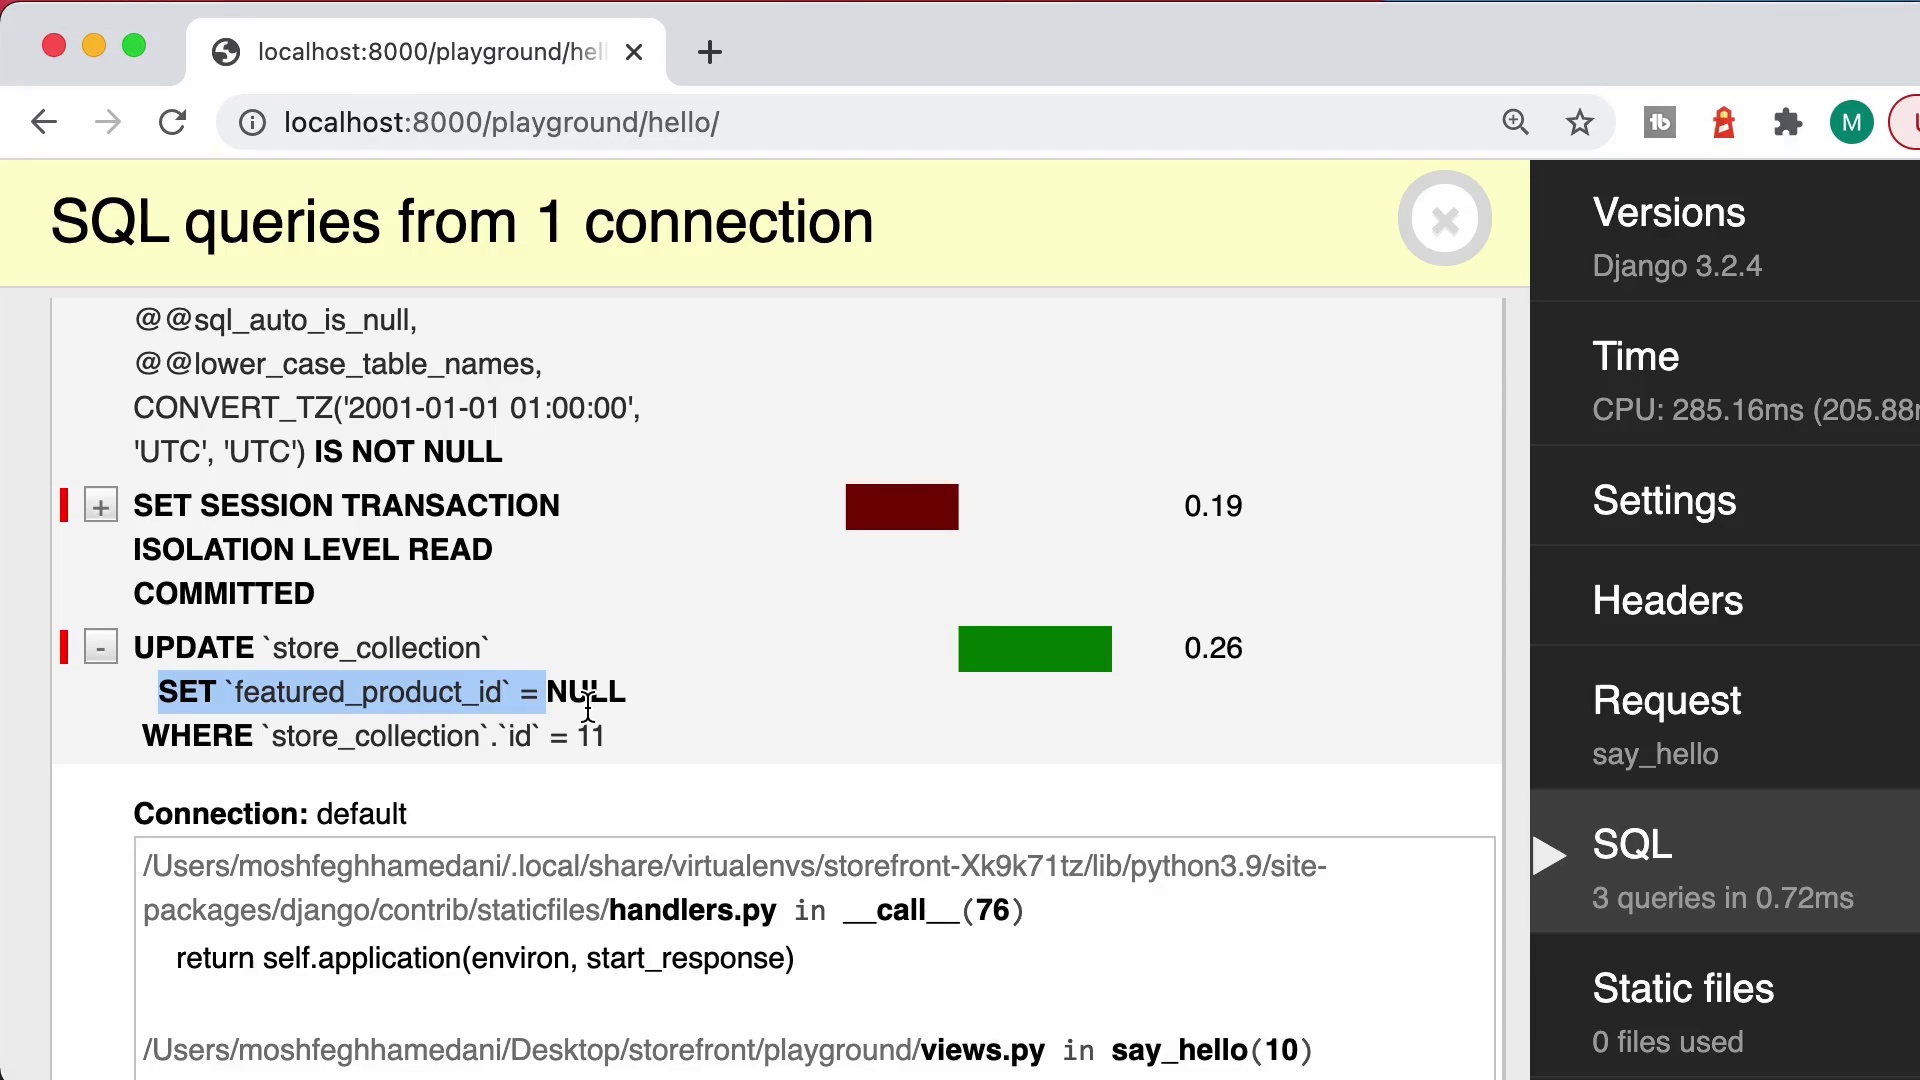 localhost:8000/playground/hel
localhost:8000/playground/hello/
M
SQL queries from 1 connection
@@sql_auto_is_null,
@@lower_case_table_names,
CONVERT_TZ('2001-01-01 01:00:00',
'UTC', 'UTC') IS NOT NULL
+ SET SESSION TRANSACTION 0.19
ISOLATION LEVEL READ
COMMITTED
- UPDATE `store_collection` 0.26
SET `featured_product_id` = NULL
WHERE `store_collection`.`id` = 11
Connection: default
/Users/moshfeghhamedani/.local/share/virtualenvs/storefront-Xk9k71tz/lib/python3.9/site-
packages/django/contrib/staticfiles/handlers.py in __call__(76)
return self.application(environ, start_response)
/Users/moshfeghhamedani/Desktop/storefront/playground/views.py in say_hello(10)
Versions
Django 3.2.4
Time
CPU: 285.16ms (205.88
Settings
Headers
Request
say_hello
SQL
3 queries in 0.72ms
Static files
0 files used